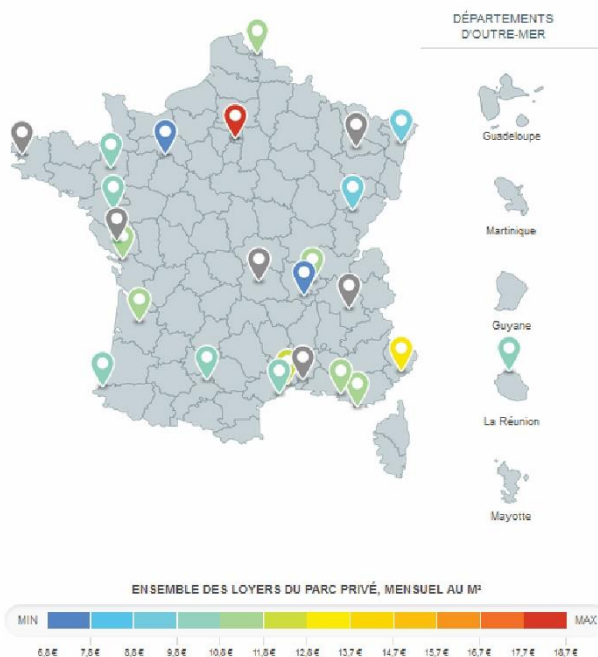 DÉPARTEMENTS
D'OUTRE-MER
Guadeloupe
Martinique
Guyane
La Réunion
Mayotte
ENSEMBLE DES LOYERS DU PARC PRIVÉ, MENSUEL AU M²
MIN MAX
6,8 € 7,8 € 8,8 € 9,8 € 10,8 € 11,8 € 12,8 € 13,7 € 14,7 € 15,7 € 16,7 € 17,7 € 18,7 €